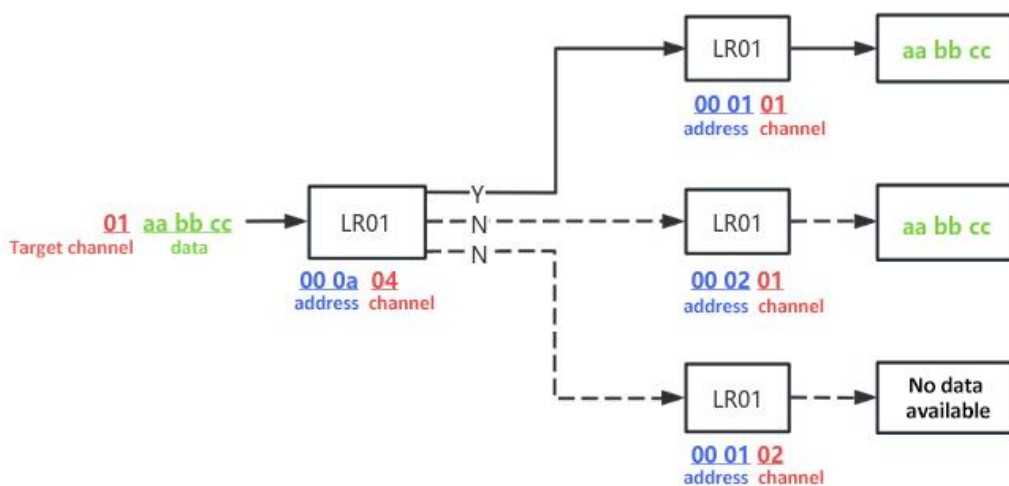 LR01
aa bb cc
00 01 01
address channel
Y
01 aa bb cc
Target channel data
LR01
N
LR01
aa bb cc
N
00 0a 04
address channel
00 02 01
address channel
LR01
No data
available
00 01 02
address channel